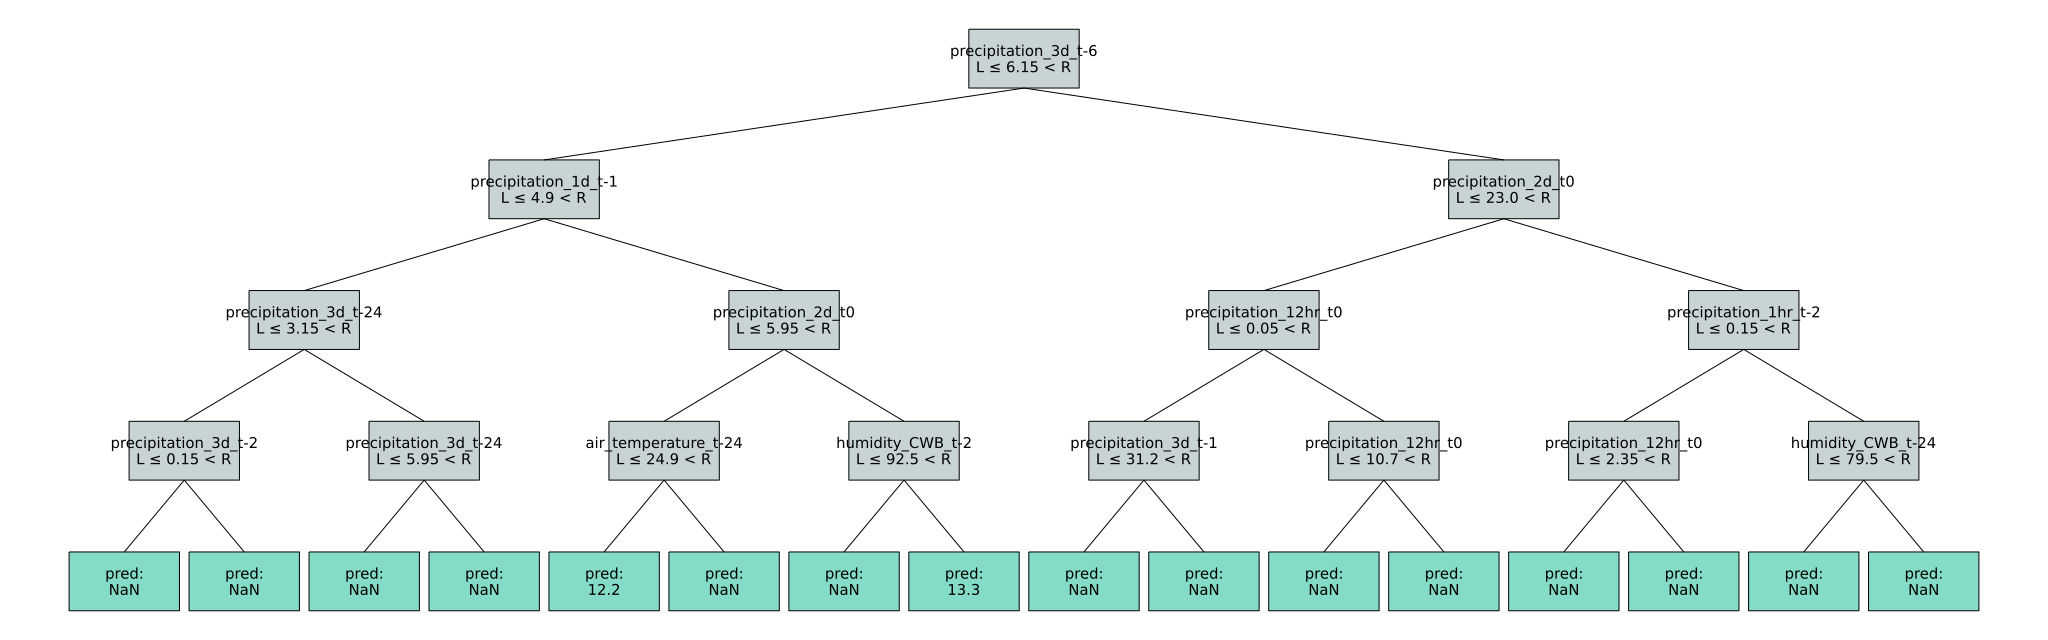 precipitation_3d_t-6
L ≤ 6.15 < R
precipitation_1d_t-1
L ≤ 4.9 < R
precipitation_2d_t0
L ≤ 23.0 < R
precipitation_3d_t-24
L ≤ 3.15 < R
precipitation_2d_t0
L ≤ 5.95 < R
precipitation_12hr_t0
L ≤ 0.05 < R
precipitation_1hr_t-2
L ≤ 0.15 < R
precipitation_3d_t-2
L ≤ 0.15 < R
precipitation_3d_t-24
L ≤ 5.95 < R
air_temperature_t-24
L ≤ 24.9 < R
humidity_CWB_t-2
L ≤ 92.5 < R
precipitation_3d_t-1
L ≤ 31.2 < R
precipitation_12hr_t0
L ≤ 10.7 < R
precipitation_12hr_t0
L ≤ 2.35 < R
humidity_CWB_t-24
L ≤ 79.5 < R
pred:
NaN
pred:
NaN
pred:
NaN
pred:
NaN
pred:
12.2
pred:
NaN
pred:
NaN
pred:
13.3
pred:
NaN
pred:
NaN
pred:
NaN
pred:
NaN
pred:
NaN
pred:
NaN
pred:
NaN
pred:
NaN